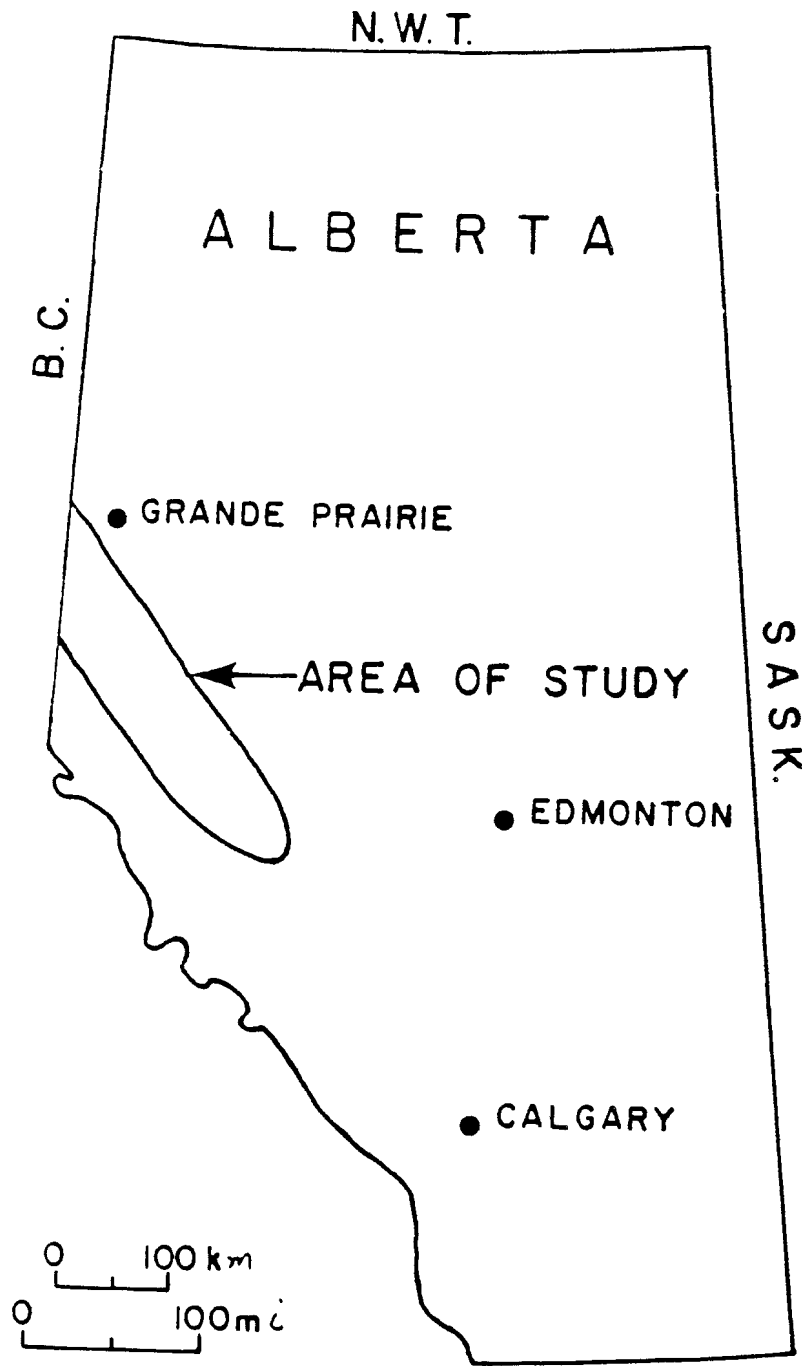 N.W.T.
ALBERTA
B.C.
GRANDE PRAIRIE
AREA OF STUDY
SASK.
EDMONTON
CALGARY
0 100 km
0 100 mi